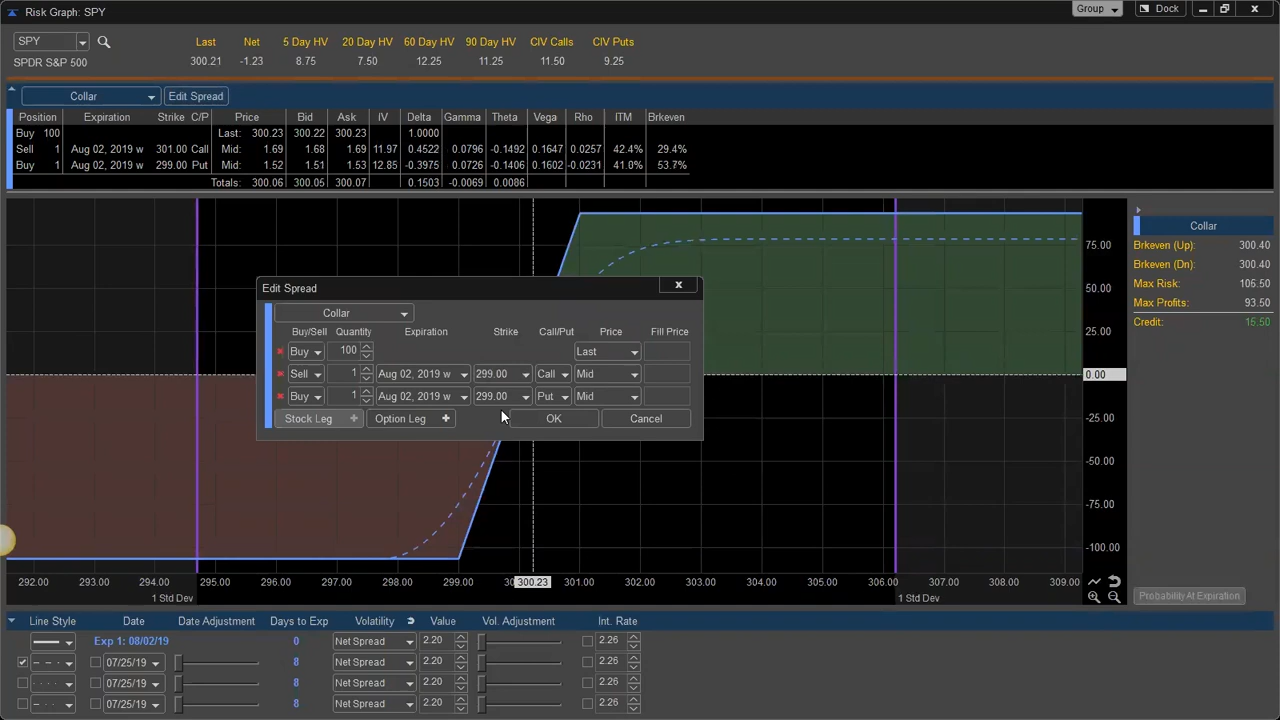 Risk Graph: SPY Group Dock
SPY Last Net 5 Day HV 20 Day HV 60 Day HV 90 Day HV CIV Calls CIV Puts
SPDR S&P 500 300.21 -1.23 8.75 7.50 12.25 11.25 11.50 9.25
Collar Edit Spread
Position Expiration Strike C/P Price Bid Ask IV Delta Gamma Theta Vega Rho ITM Brkeven
Buy 100 Last: 300.23 300.22 300.23 1.0000
Sell 1 Aug 02, 2019 w 301.00 Call Mid: 1.69 1.68 1.69 11.97 0.4522 0.0796 -0.1492 0.1647 0.0257 42.4% 29.4%
Buy 1 Aug 02, 2019 w 299.00 Put Mid: 1.52 1.51 1.53 12.85 -0.3975 0.0726 -0.1406 0.1602 -0.0231 41.0% 53.7%
Totals: 300.06 300.05 300.07 0.1503 -0.0069 0.0086
Edit Spread
Collar
Buy/Sell Quantity Expiration Strike Call/Put Price Fill Price
Buy 100 Last
Sell 1 Aug 02, 2019 w 299.00 Call Mid
Buy 1 Aug 02, 2019 w 299.00 Put Mid
Stock Leg + Option Leg + OK Cancel
75.00
50.00
25.00
0.00
-25.00
-50.00
-75.00
-100.00
Collar
Brkeven (Up): 300.40
Brkeven (Dn): 300.40
Max Risk: 106.50
Max Profits: 93.50
Credit: 15.50
292.00 293.00 294.00 295.00 296.00 297.00 298.00 299.00 300.23 301.00 302.00 303.00 304.00 305.00 306.00 307.00 308.00 309.00
1 Std Dev 1 Std Dev
Probability At Expiration
Line Style Date Date Adjustment Days to Exp Volatility Value Vol. Adjustment Int. Rate
Exp 1: 08/02/19 0 Net Spread 2.20 2.26
07/25/19 8 Net Spread 2.20 2.26
07/25/19 8 Net Spread 2.20 2.26
07/25/19 8 Net Spread 2.20 2.26